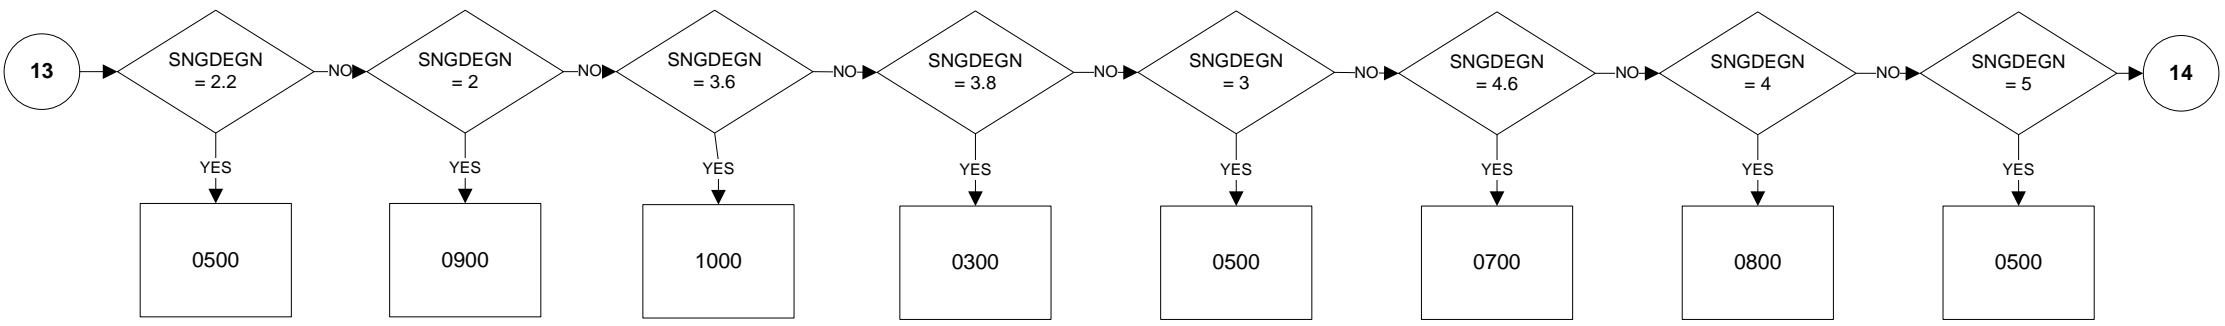 13
SNGDEGN
= 2.2
NO
SNGDEGN
= 2
NO
SNGDEGN
= 3.6
NO
SNGDEGN
= 3.8
NO
SNGDEGN
= 3
NO
SNGDEGN
= 4.6
NO
SNGDEGN
= 4
NO
SNGDEGN
= 5
14
YES
YES
YES
YES
YES
YES
YES
YES
0500
0900
1000
0300
0500
0700
0800
0500